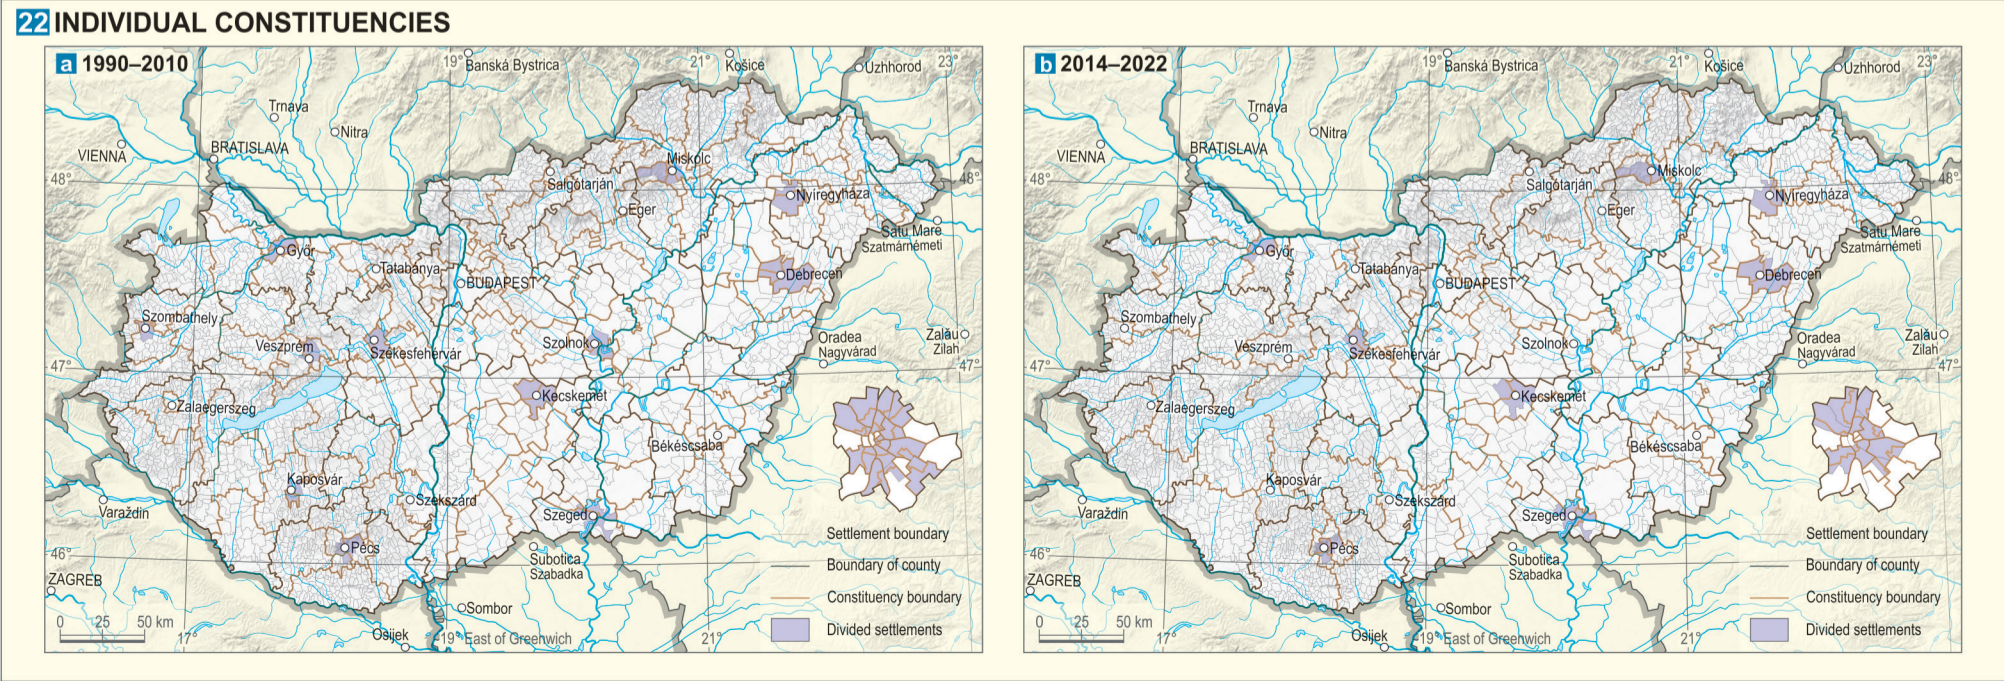 22 INDIVIDUAL CONSTITUENCIES
a 1990–2010
19°
Banská Bystrica
21°
Košice
Uzhhorod
23°
Trnava
Nitra
VIENNA
BRATISLAVA
48°
Miskolc
Salgótarján
48°
Nyíregyháza
Eger
Satu Mare
Szatmárnémeti
Győr
Tatabánya
BUDAPEST
Debrecen
Szombathely
Veszprém
Székesfehérvár
Szolnok
Oradea
Nagyvárad
Zalău
Zilah
47°
47°
Zalaegerszeg
Kecskemét
Békéscsaba
Kaposvár
Szekszárd
Varaždin
Szeged
Pécs
46°
Subotica
Szabadka
ZAGREB
Sombor
Osijek
0 25 50 km
17°
19° East of Greenwich
21°
Settlement boundary
Boundary of county
Constituency boundary
Divided settlements
b 2014–2022
19°
Banská Bystrica
21°
Košice
Uzhhorod
23°
Trnava
Nitra
VIENNA
BRATISLAVA
48°
Miskolc
Salgótarján
48°
Nyíregyháza
Eger
Satu Mare
Szatmárnémeti
Győr
Tatabánya
BUDAPEST
Debrecen
Szombathely
Veszprém
Székesfehérvár
Szolnok
Oradea
Nagyvárad
Zalău
Zilah
47°
47°
Zalaegerszeg
Kecskemét
Békéscsaba
Kaposvár
Szekszárd
Varaždin
Szeged
Pécs
46°
Subotica
Szabadka
ZAGREB
Sombor
Osijek
0 25 50 km
17°
19° East of Greenwich
21°
Settlement boundary
Boundary of county
Constituency boundary
Divided settlements